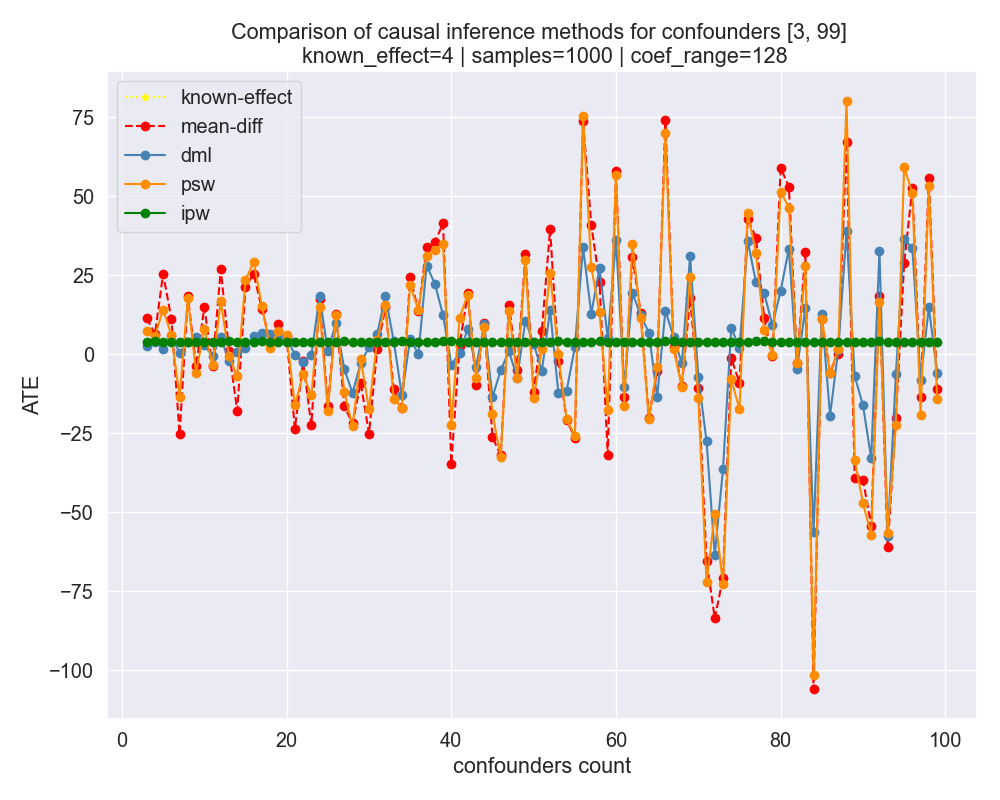 Comparison of causal inference methods for confounders [3, 99]
known_effect=4 | samples=1000 | coef_range=128
known-effect
mean-diff
dml
psw
ipw
75
50
25
0
−25
−50
−75
−100
ATE
0 20 40 60 80 100
confounders count